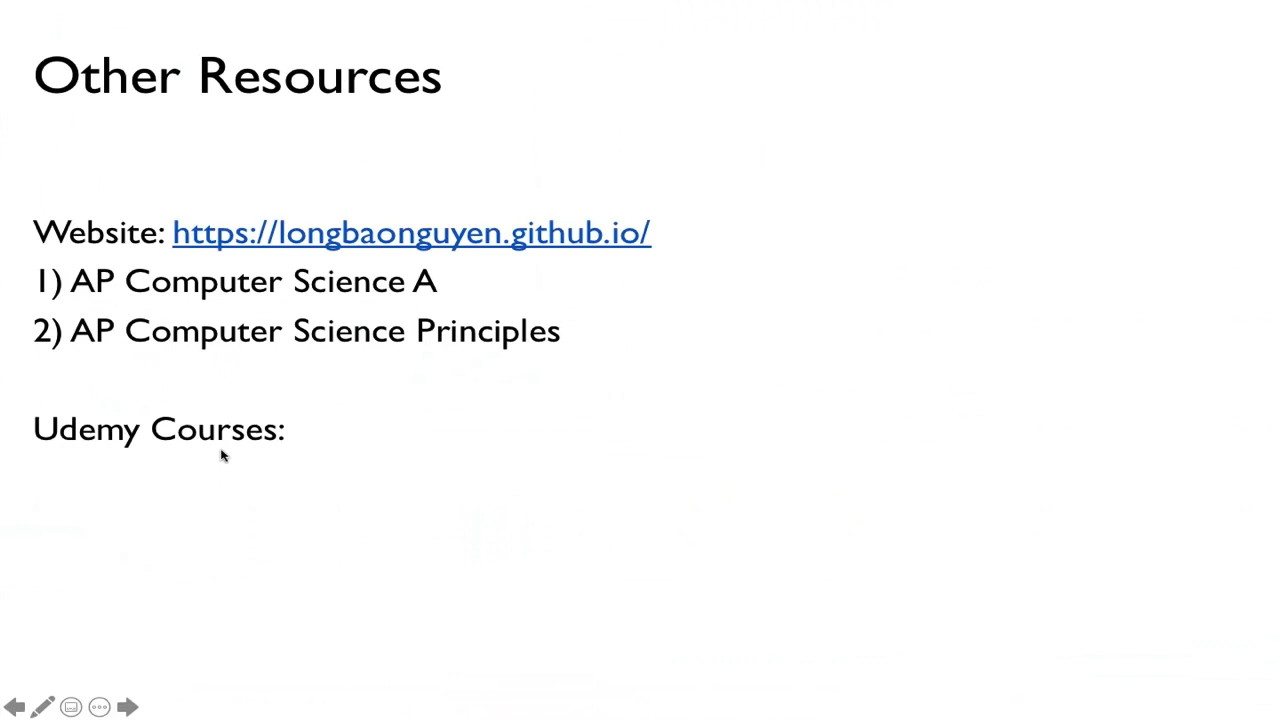 Other Resources
Website: https://longbaonguyen.github.io/
1) AP Computer Science A
2) AP Computer Science Principles
Udemy Courses: